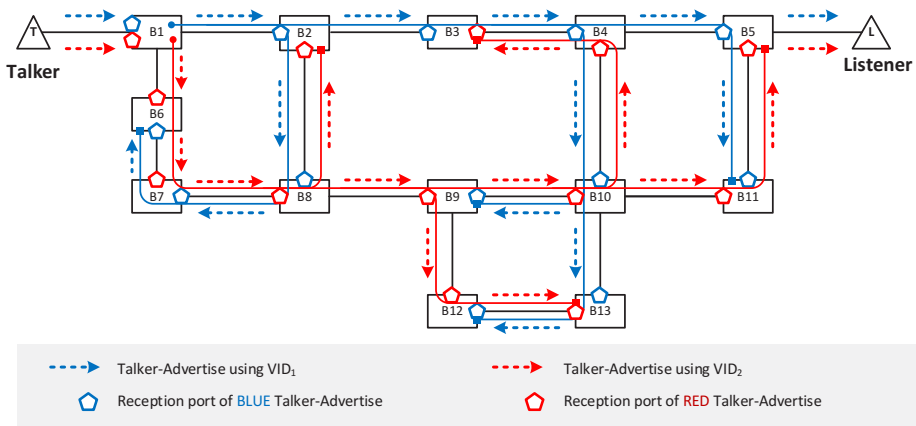 T B1 B2 B3 B4 B5 L
Talker Listener
B6
B7 B8 B9 B10 B11
B12 B13
Talker-Advertise using VID₁ Talker-Advertise using VID₂
Reception port of BLUE Talker-Advertise Reception port of RED Talker-Advertise